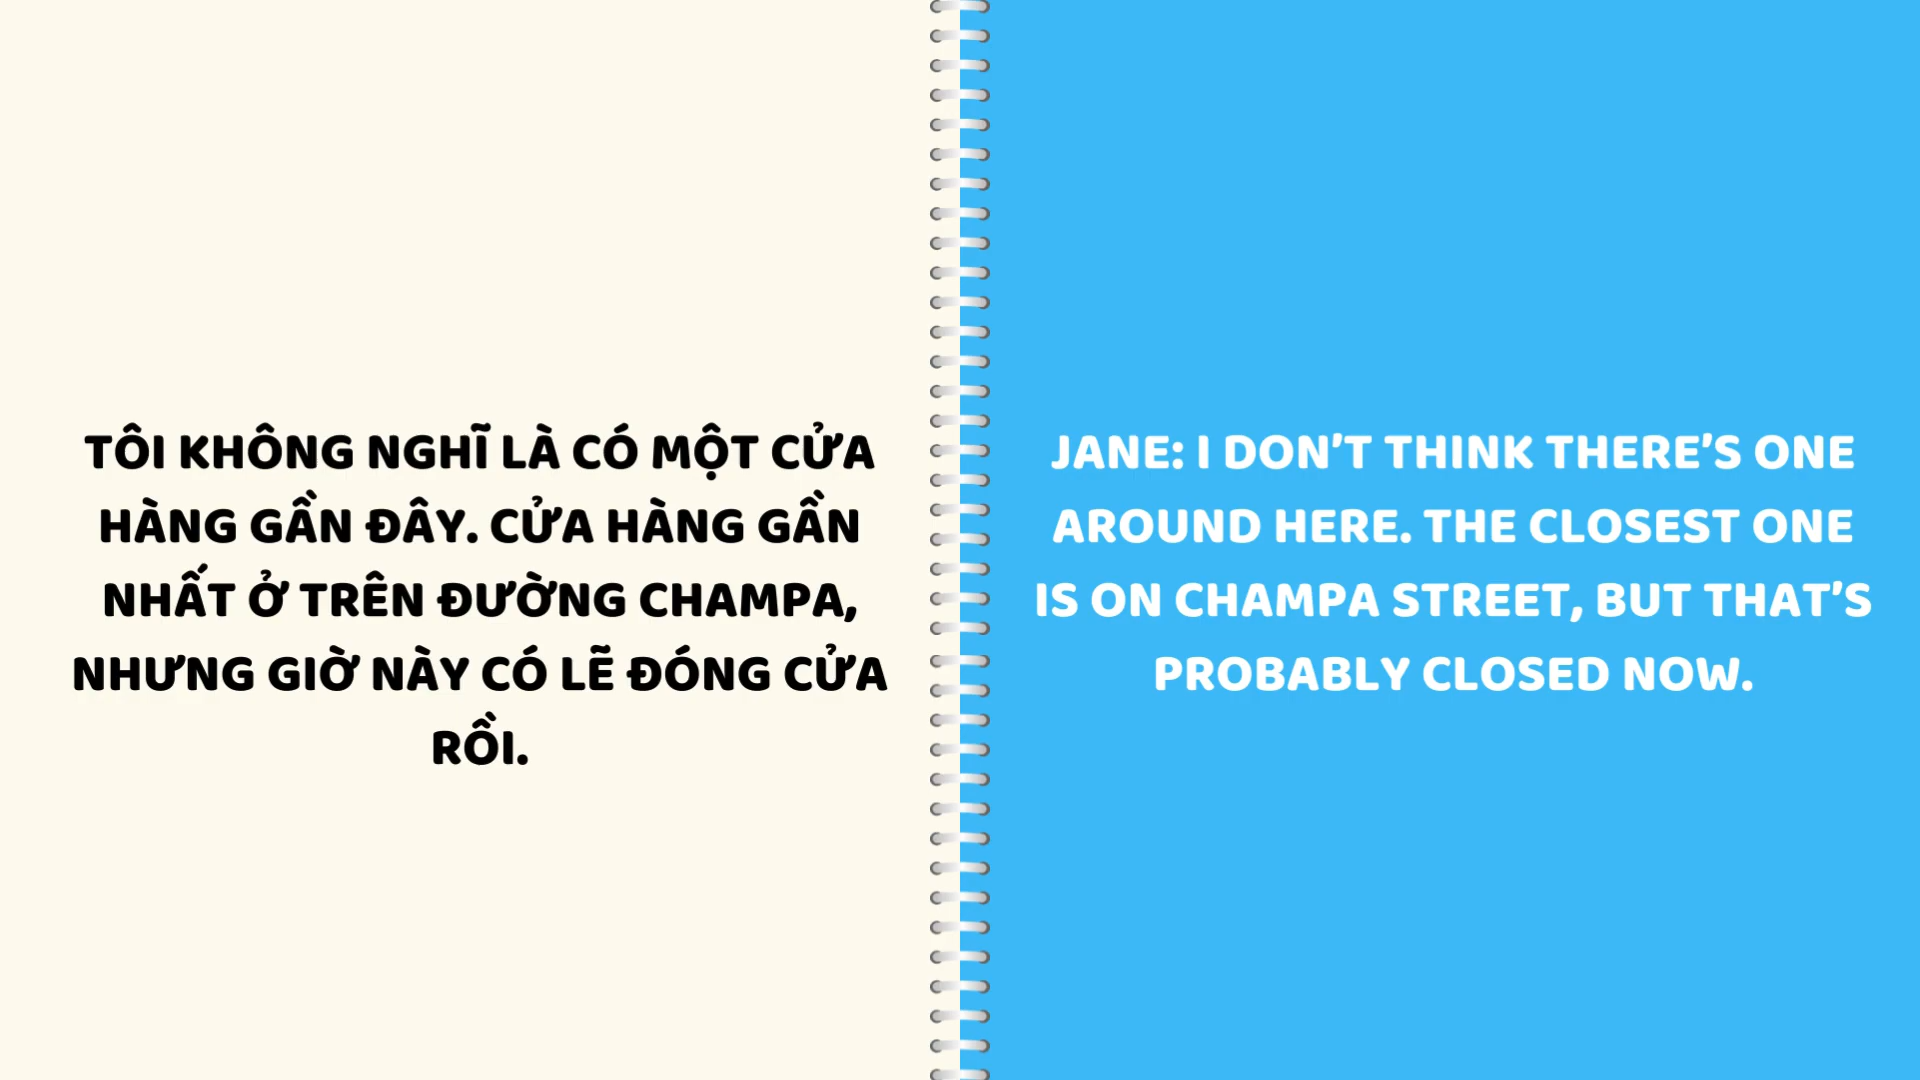 TÔI KHÔNG NGHĨ LÀ CÓ MỘT CỬA
HÀNG GẦN ĐÂY. CỬA HÀNG GẦN
NHẤT Ở TRÊN ĐƯỜNG CHAMPA,
NHƯNG GIỜ NÀY CÓ LẼ ĐÓNG CỬA
RỒI.
JANE: I DON'T THINK THERE'S ONE
AROUND HERE. THE CLOSEST ONE
IS ON CHAMPA STREET, BUT THAT'S
PROBABLY CLOSED NOW.